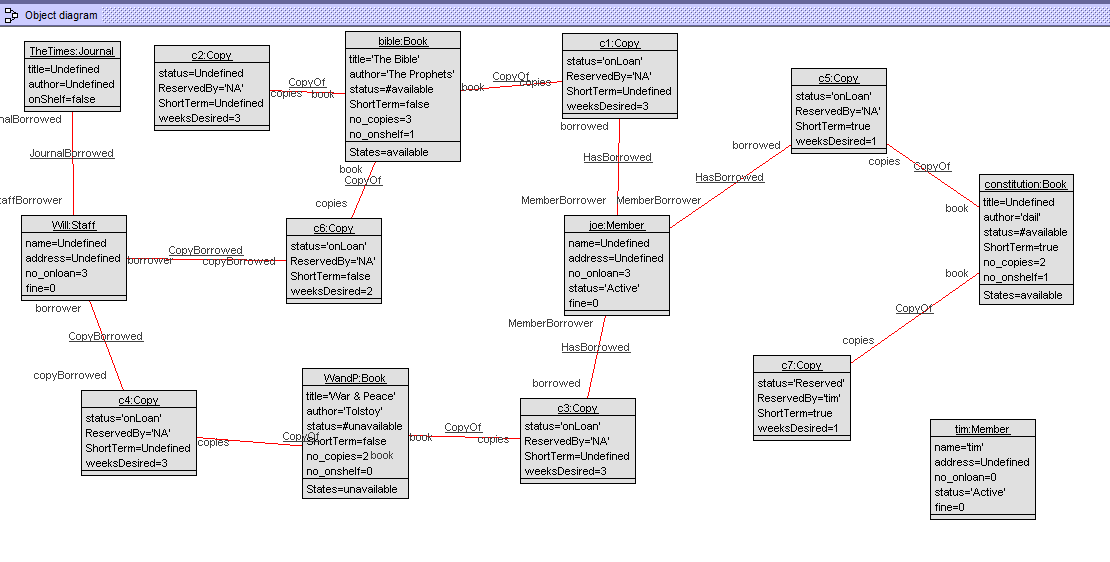 Object diagram
TheTimes:Journal
title=Undefined
author=Undefined
onShelf=false
c2:Copy
status=Undefined
ReservedBy='NA'
ShortTerm=Undefined
weeksDesired=3
CopyOf
copies
book
bible:Book
title='The Bible'
author='The Prophets'
status=#available
ShortTerm=false
no_copies=3
no_onshelf=1
States=available
book
CopyOf
copies
c1:Copy
status='onLoan'
ReservedBy='NA'
ShortTerm=Undefined
weeksDesired=3
c5:Copy
status='onLoan'
ReservedBy='NA'
ShortTerm=true
weeksDesired=1
nalBorrowed
JournalBorrowed
taffBorrower
borrowed
HasBorrowed
MemberBorrower
borrowed
HasBorrowed
MemberBorrower
copies
CopyOf
book
constitution:Book
title=Undefined
author='dail'
status=#available
ShortTerm=true
no_copies=2
no_onshelf=1
States=available
book
CopyOf
copies
Will:Staff
name=Undefined
address=Undefined
no_onloan=3
fine=0
CopyBorrowed
borrower
copyBorrowed
book
CopyOf
copies
c6:Copy
status='onLoan'
ReservedBy='NA'
ShortTerm=false
weeksDesired=2
joe:Member
name=Undefined
address=Undefined
no_onloan=3
status='Active'
fine=0
borrower
CopyBorrowed
copyBorrowed
MemberBorrower
HasBorrowed
borrowed
c4:Copy
status='onLoan'
ReservedBy='NA'
ShortTerm=Undefined
weeksDesired=3
copies
CopyOf
book
WandP:Book
title='War & Peace'
author='Tolstoy'
status=#unavailable
ShortTerm=false
no_copies=2
no_onshelf=0
States=unavailable
book
CopyOf
copies
c3:Copy
status='onLoan'
ReservedBy='NA'
ShortTerm=Undefined
weeksDesired=3
c7:Copy
status='Reserved'
ReservedBy='tim'
ShortTerm=true
weeksDesired=1
tim:Member
name='tim'
address=Undefined
no_onloan=0
status='Active'
fine=0